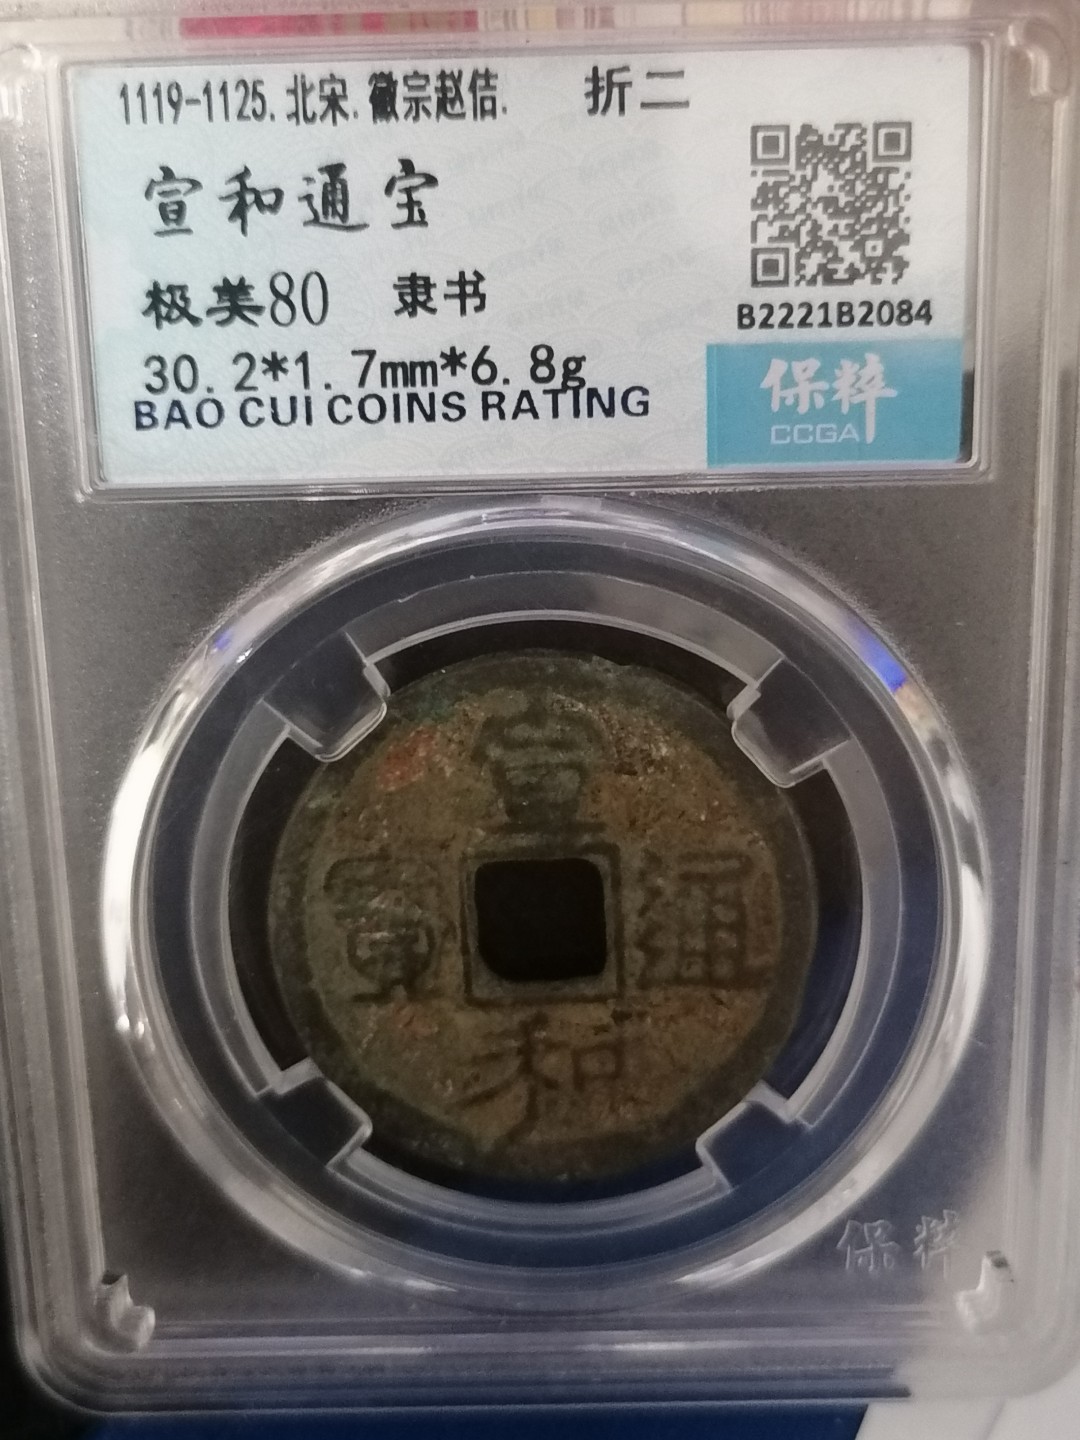 1119-1125.北宋.徽宗赵佶. 折二
宣和通宝
极美80 隶书
30.2*1.7mm*6.8g
BAO CUI COINS RATING
B2221B2084
保粹
CCGA
宣
寳 通
和
保粹